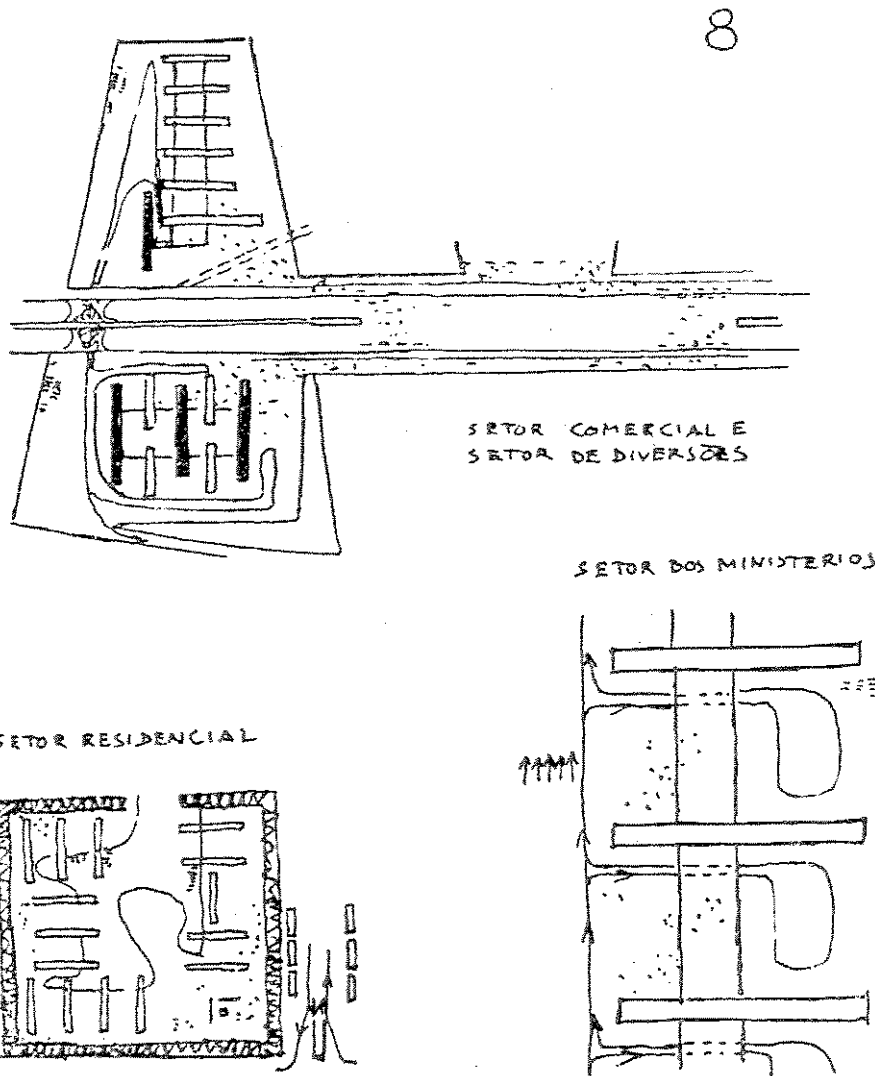 8
SETOR COMERCIAL E
SETOR DE DIVERSÕES
SETOR DOS MINISTERIOS
SETOR RESIDENCIAL